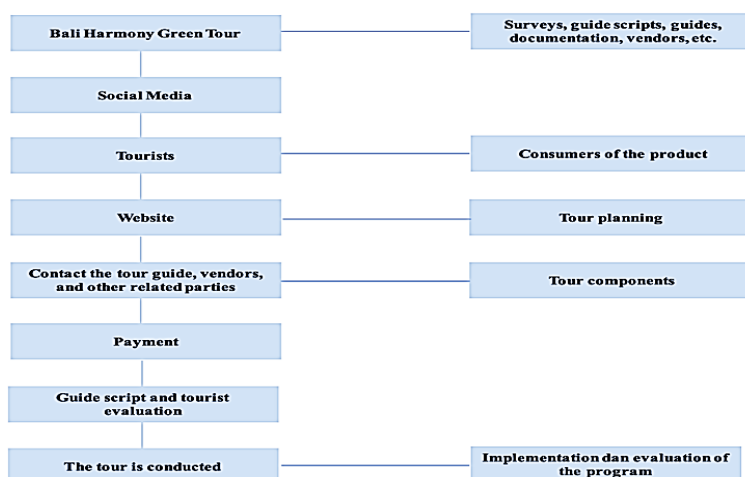 Bali Harmony Green Tour
Surveys, guide scripts, guides,
documentation, vendors, etc.
Social Media
Tourists
Consumers of the product
Website
Tour planning
Contact the tour guide, vendors,
and other related parties
Tour components
Payment
Guide script and tourist
evaluation
The tour is conducted
Implementation dan evaluation of
the program